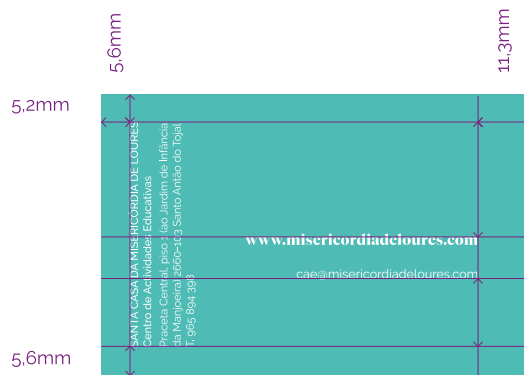 5,6mm
11,3mm
5,2mm
SANTA CASA DA MISERICÓRDIA DE LOURES
Centro de Actividades Educativas
Praceta Central, piso 1 (ao Jardim de Infância
da Manjoeira) 2660-103 Santo Antão do Tojal
T. 965 894 398
www.misericordiadeloures.com
cae@misericordiadeloures.com
5,6mm